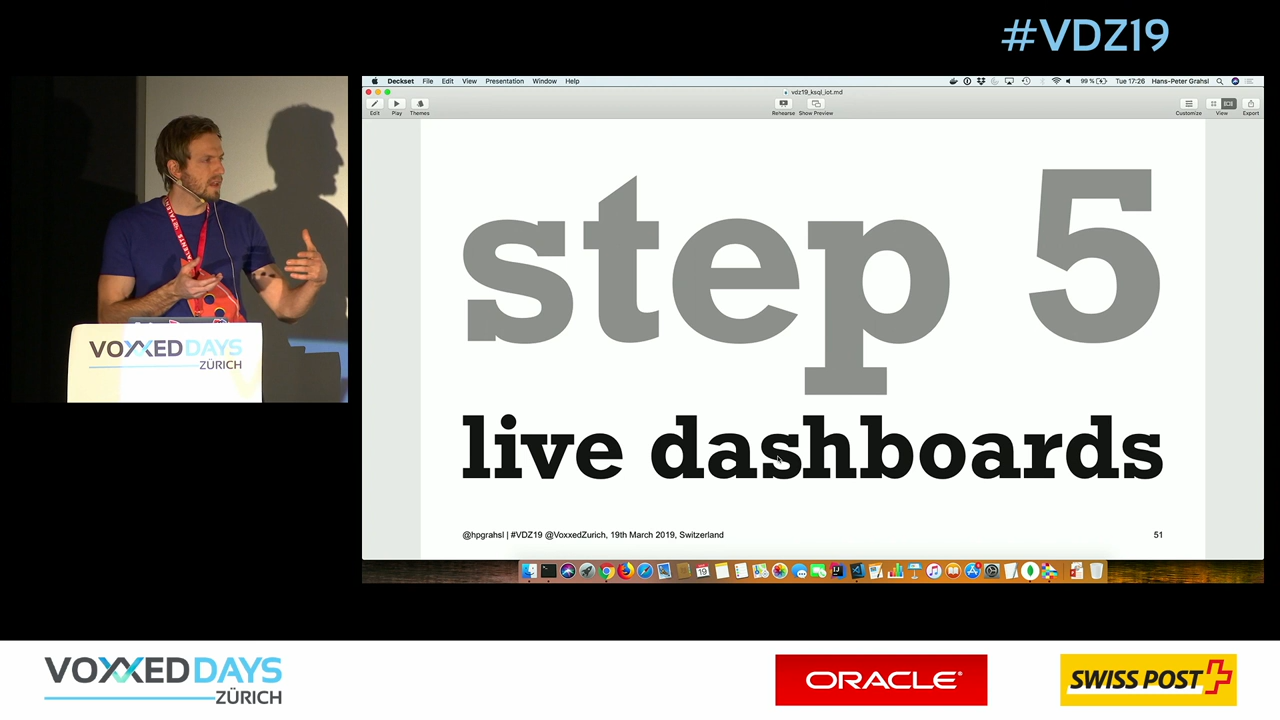 #VDZ19
Deckset File Edit View Presentation Window Help
99 % Tue 17:26 Hans-Peter Grahsl
vdz19_ksql_iot.md
Edit Play Themes Rehearse Show Preview Customize View Export
step 5
live dashboards
@hpgrahsl | #VDZ19 @VoxxedZurich, 19th March 2019, Switzerland
51
VOXXED DAYS
ZÜRICH
VOXXED DAYS
ZÜRICH
ORACLE®
SWISS POST